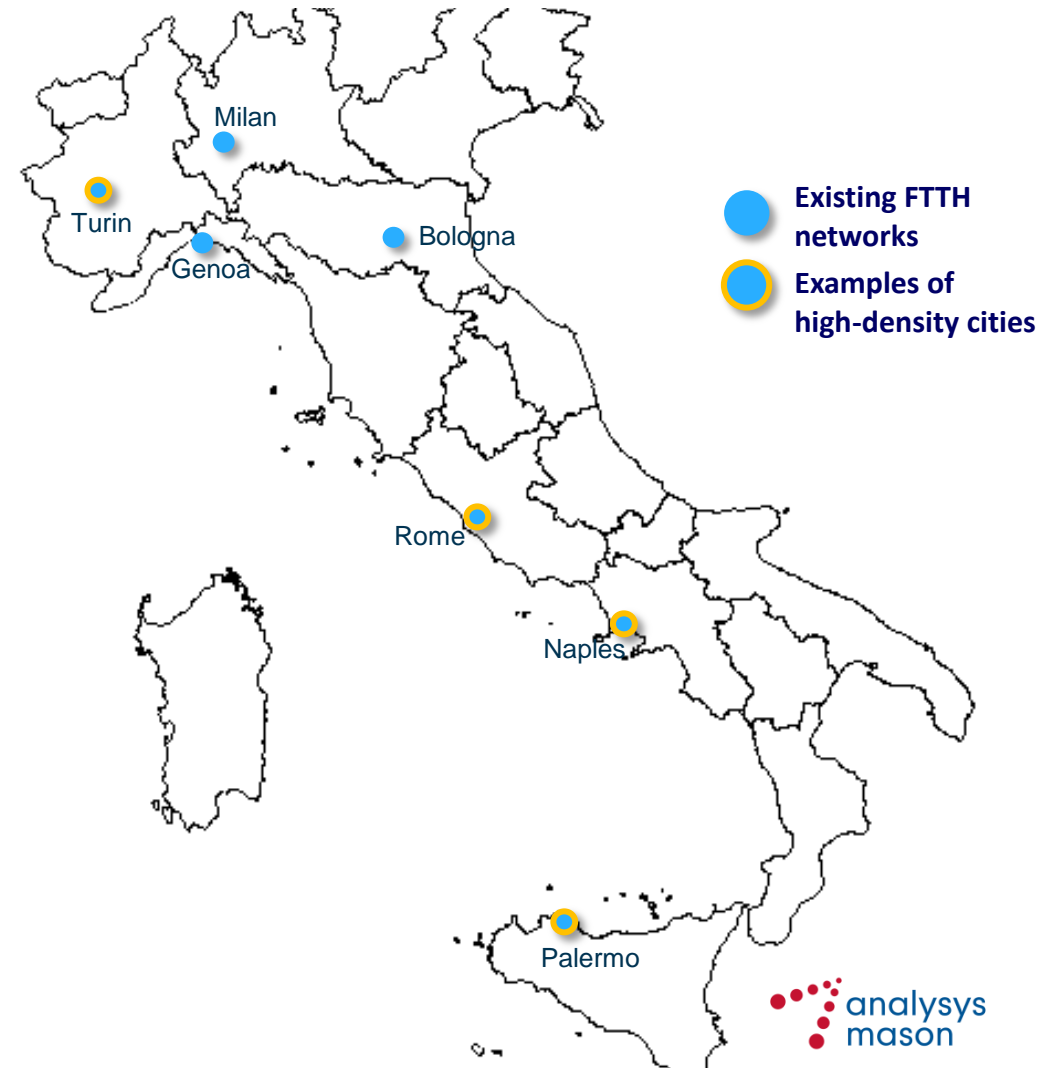 Milan
Existing FTTH
networks
Turin
Bologna
Genoa
Examples of
high-density cities
Rome
Naples
Palermo
analysys
mason